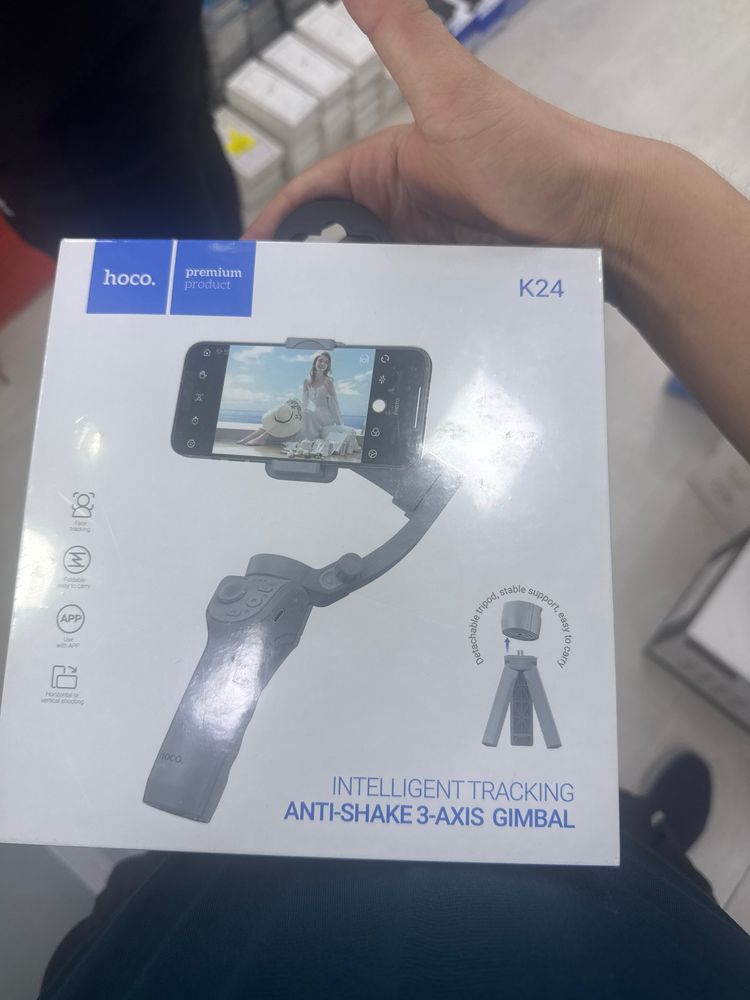 hoco.
premium
product
K24
PHOTO
Face
tracking
Foldable
easy to carry
APP
Use
with APP
Horizontal or
vertical shooting
Detachable tripod, stable support, easy to carry
hoco.
INTELLIGENT TRACKING
ANTI-SHAKE 3-AXIS GIMBAL